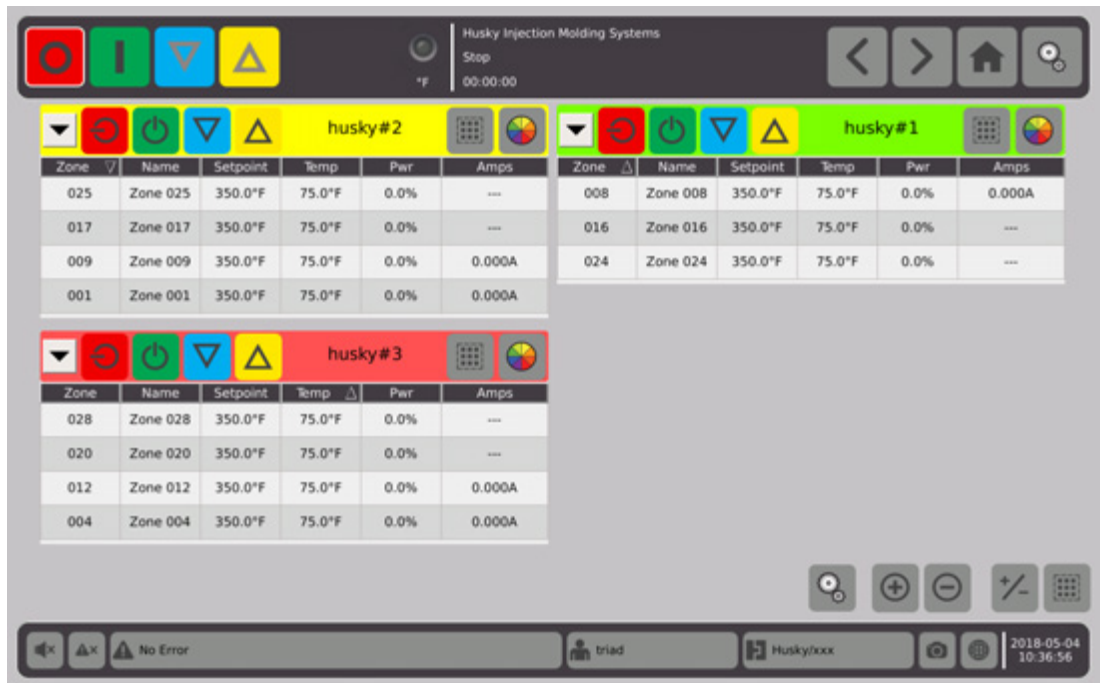 Husky Injection Molding Systems
Stop
°F 00:00:00
husky#2
Zone Name Setpoint Temp Pwr Amps
025 Zone 025 350.0°F 75.0°F 0.0% ---
017 Zone 017 350.0°F 75.0°F 0.0% ---
009 Zone 009 350.0°F 75.0°F 0.0% 0.000A
001 Zone 001 350.0°F 75.0°F 0.0% 0.000A
husky#1
Zone Name Setpoint Temp Pwr Amps
008 Zone 008 350.0°F 75.0°F 0.0% 0.000A
016 Zone 016 350.0°F 75.0°F 0.0% ---
024 Zone 024 350.0°F 75.0°F 0.0% ---
husky#3
Zone Name Setpoint Temp Pwr Amps
028 Zone 028 350.0°F 75.0°F 0.0% ---
020 Zone 020 350.0°F 75.0°F 0.0% ---
012 Zone 012 350.0°F 75.0°F 0.0% 0.000A
004 Zone 004 350.0°F 75.0°F 0.0% 0.000A
+/-
No Error triad Husky/xxx 2018-05-04
10:36:56